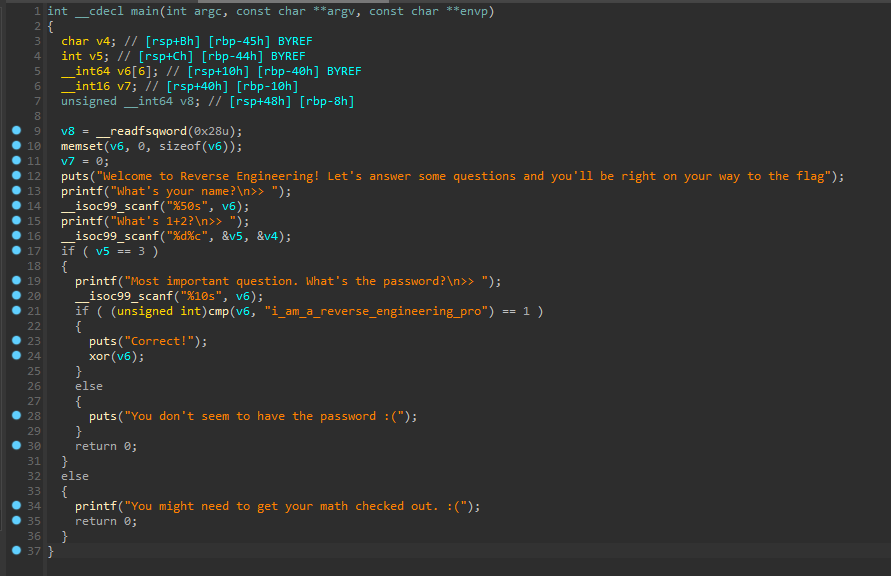 1 int __cdecl main(int argc, const char **argv, const char **envp)
2 {
3   char v4; // [rsp+Bh] [rbp-45h] BYREF
4   int v5; // [rsp+Ch] [rbp-44h] BYREF
5   __int64 v6[6]; // [rsp+10h] [rbp-40h] BYREF
6   __int16 v7; // [rsp+40h] [rbp-10h]
7   unsigned __int64 v8; // [rsp+48h] [rbp-8h]
8
9   v8 = __readfsqword(0x28u);
10   memset(v6, 0, sizeof(v6));
11   v7 = 0;
12   puts("Welcome to Reverse Engineering! Let's answer some questions and you'll be right on your way to the flag");
13   printf("What's your name?\n>> ");
14   __isoc99_scanf("%50s", v6);
15   printf("What's 1+2?\n>> ");
16   __isoc99_scanf("%d%c", &v5, &v4);
17   if ( v5 == 3 )
18   {
19     printf("Most important question. What's the password?\n>> ");
20     __isoc99_scanf("%10s", v6);
21     if ( (unsigned int)cmp(v6, "i_am_a_reverse_engineering_pro") == 1 )
22     {
23       puts("Correct!");
24       xor(v6);
25     }
26     else
27     {
28       puts("You don't seem to have the password :(");
29     }
30     return 0;
31   }
32   else
33   {
34     printf("You might need to get your math checked out. :(");
35     return 0;
36   }
37 }